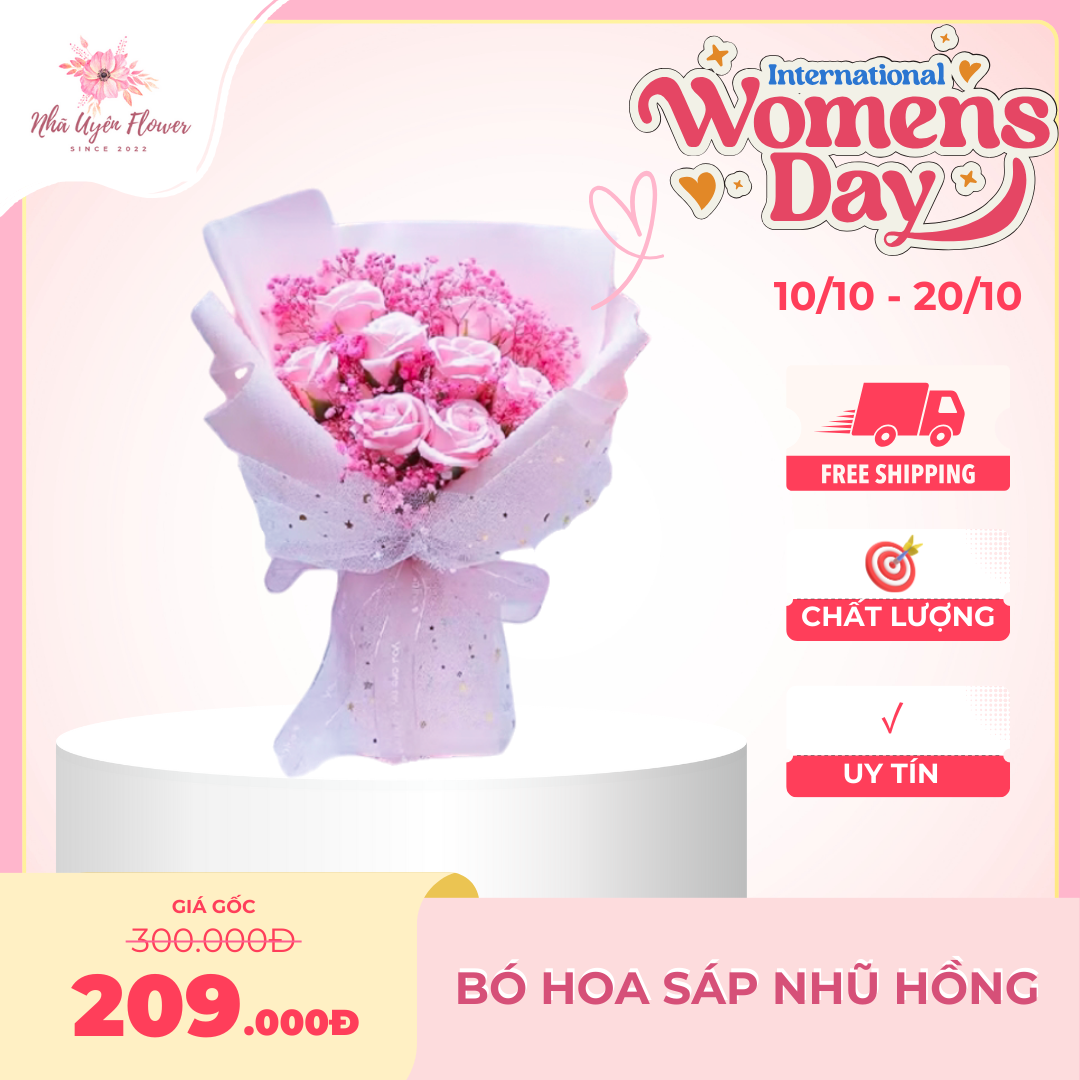 Nhã Uyên Flower
SINCE 2022
International
Womens
Day
10/10 - 20/10
FREE SHIPPING
CHẤT LƯỢNG
√
UY TÍN
GIÁ GỐC
300.000Đ
209.000Đ
BÓ HOA SÁP NHŨ HỒNG